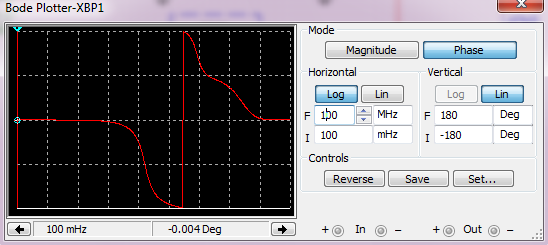 Bode Plotter-XBP1
Mode
Magnitude Phase
Horizontal Vertical
Log Lin Log Lin
F 100 MHz F 180 Deg
I 100 mHz I -180 Deg
Controls
Reverse Save Set...
100 mHz -0.004 Deg + In − + Out −